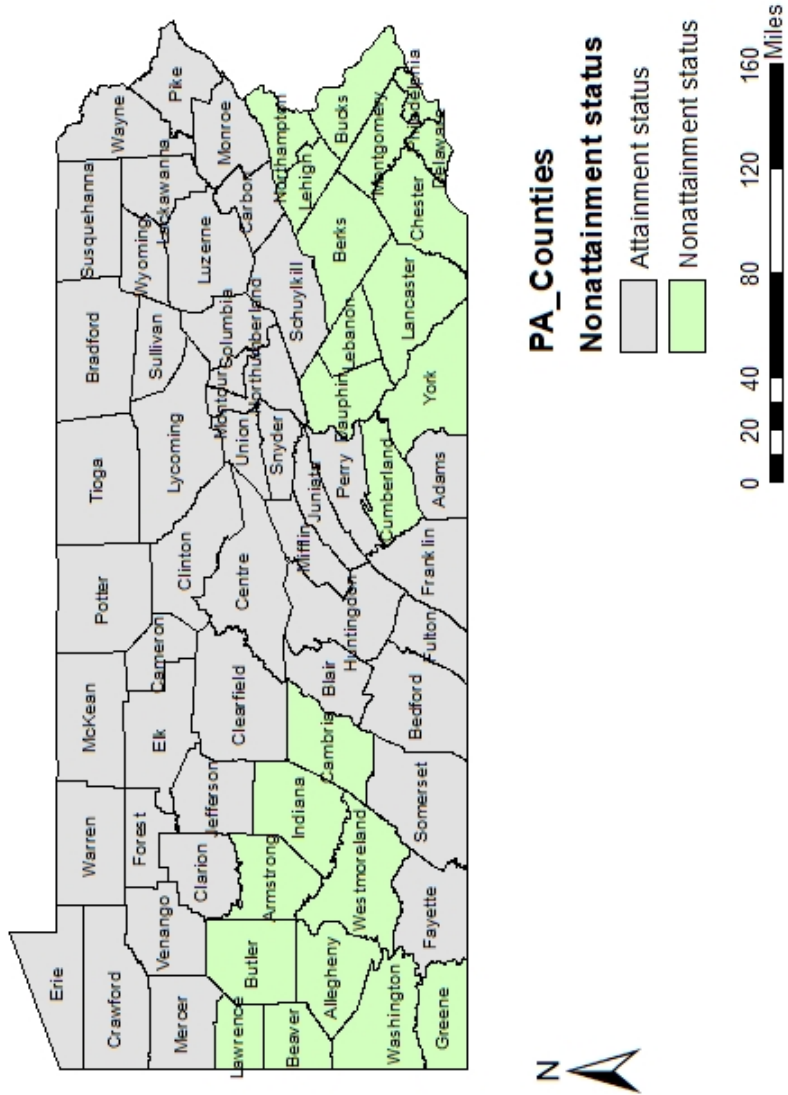 Erie
Crawford
Mercer
Lawrence
Beaver
Washington
Greene
Allegheny
Butler
Venango
Warren
Forest
Clarion
Armstrong
Westmoreland
Fayette
Indiana
Jefferson
McKean
Elk
Cameron
Clearfield
Cambria
Somerset
Bedford
Blair
Potter
Clinton
Centre
Huntingdon
Fulton
Franklin
Mifflin
Juniata
Perry
Cumberland
Adams
Tioga
Lycoming
Union
Snyder
Montour
Columbia
Northumberland
Dauphin
York
Bradford
Sullivan
Susquehanna
Wyoming
Lackawanna
Luzerne
Schuylkill
Lebanon
Lancaster
Wayne
Pike
Monroe
Carbon
Northampton
Lehigh
Berks
Bucks
Montgomery
Philadelphia
Delaware
Chester
N
PA_Counties
Nonattainment status
Attainment status
Nonattainment status
0 20 40 80 120 160
Miles